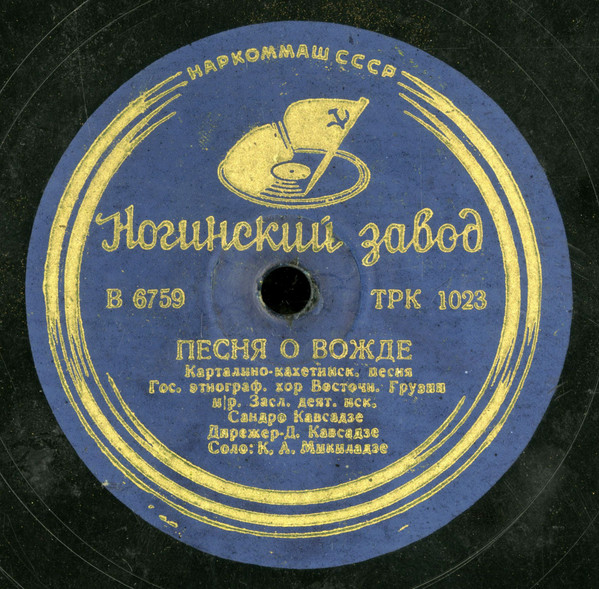 НАРКОММАШ СССР
Ногинский завод
В 6759 ТРК 1023
ПЕСНЯ О ВОЖДЕ
Карталино-кахетинск. песня
Гос. этнограф. хор Восточн. Грузии
п|р. Засл. деят. иск.
Сандро Кавсадзе
Дирежер-Д. Кавсадзе
Соло: К. А. Микиладзе